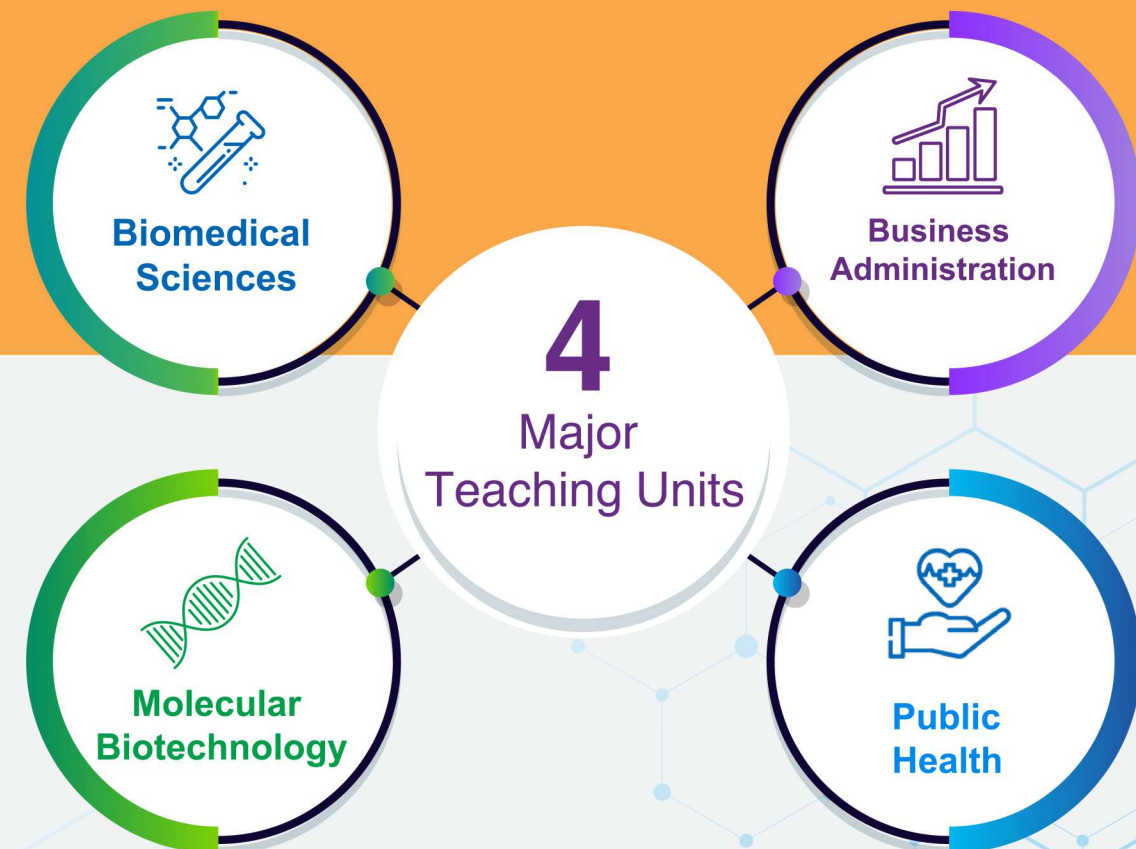 Biomedical
Sciences
Business
Administration
4
Major
Teaching Units
Molecular
Biotechnology
Public
Health